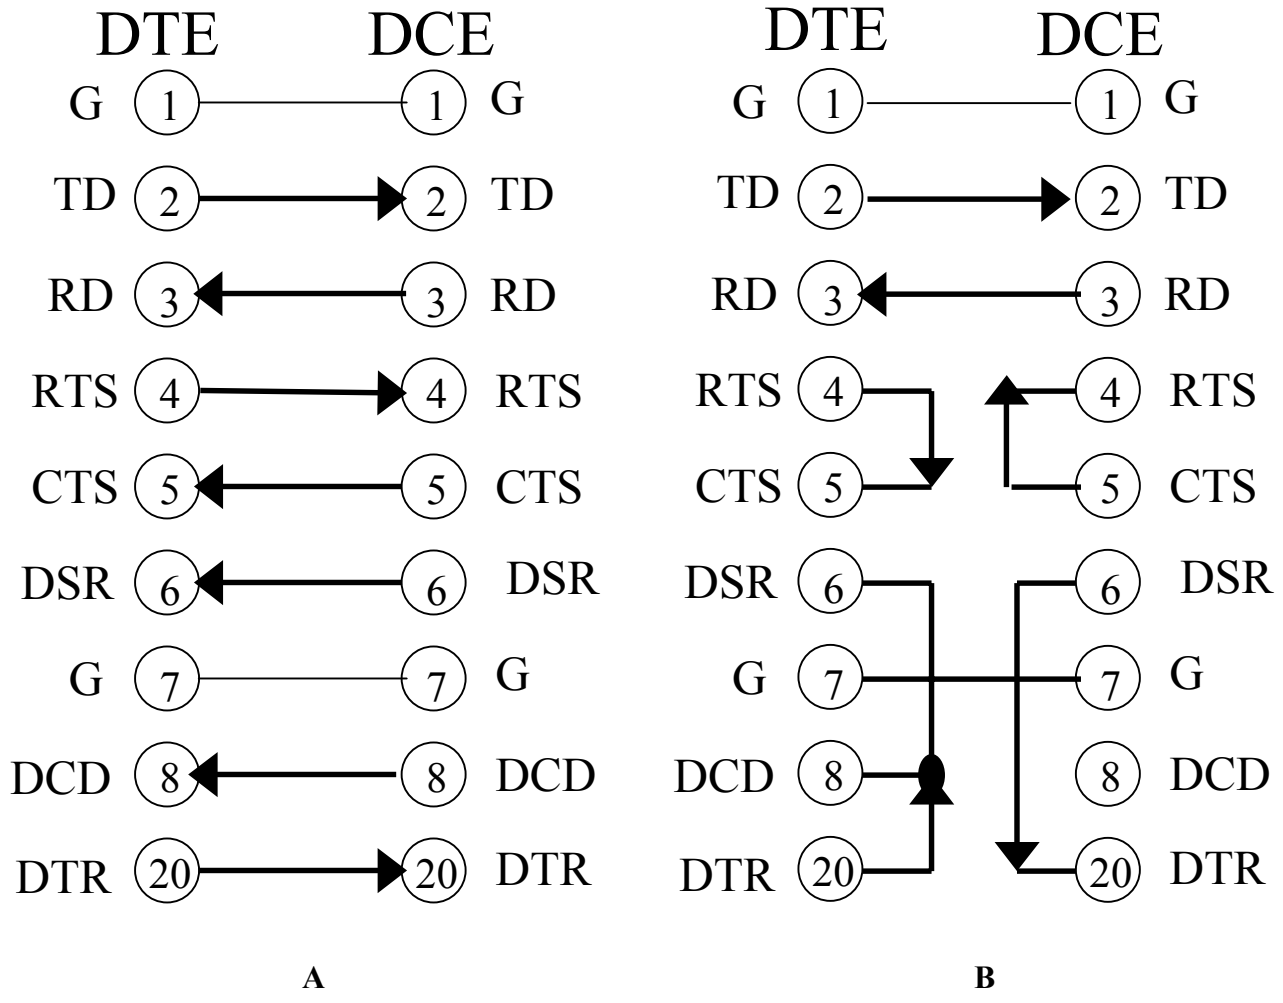 DTE DCE DTE DCE
G 1 1 G G 1 1 G
TD 2 2 TD TD 2 2 TD
RD 3 3 RD RD 3 3 RD
RTS 4 4 RTS RTS 4 4 RTS
CTS 5 5 CTS CTS 5 5 CTS
DSR 6 6 DSR DSR 6 6 DSR
G 7 7 G G 7 7 G
DCD 8 8 DCD DCD 8 8 DCD
DTR 20 20 DTR DTR 20 20 DTR
A B